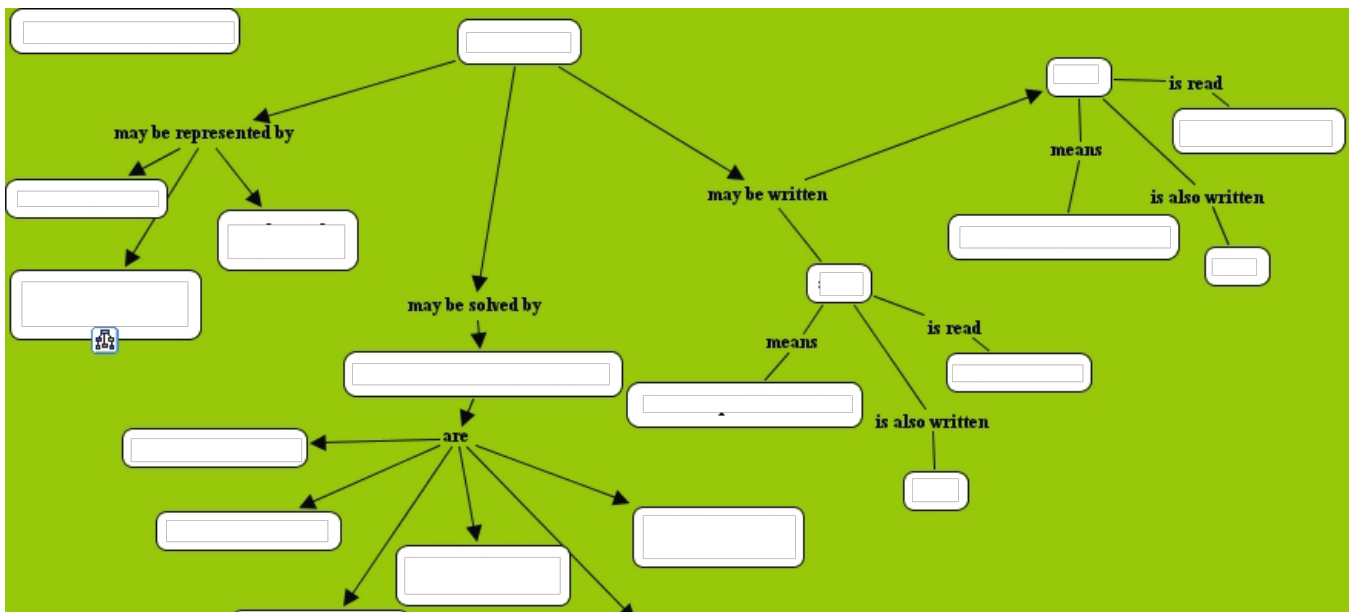 is read
may be represented by
means
may be written
is also written
may be solved by
is read
means
is also written
are